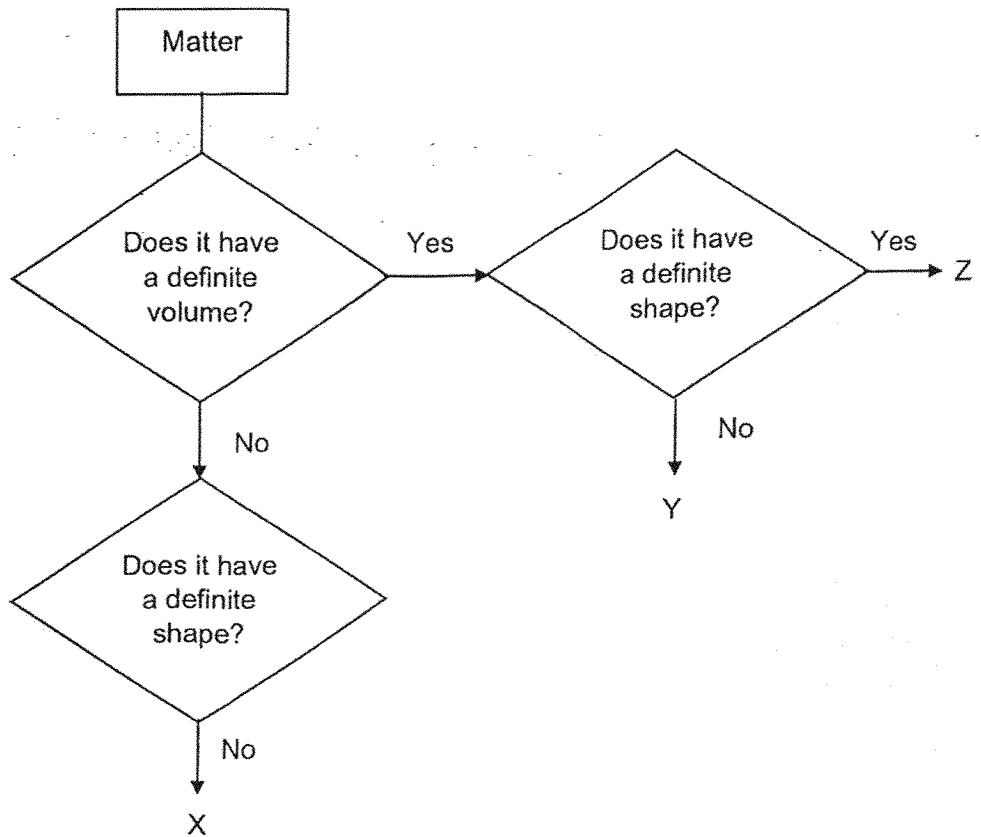 Matter
Does it have
a definite
volume?
Yes
Does it have
a definite
shape?
Yes
Z
No
No
Y
Does it have
a definite
shape?
No
X